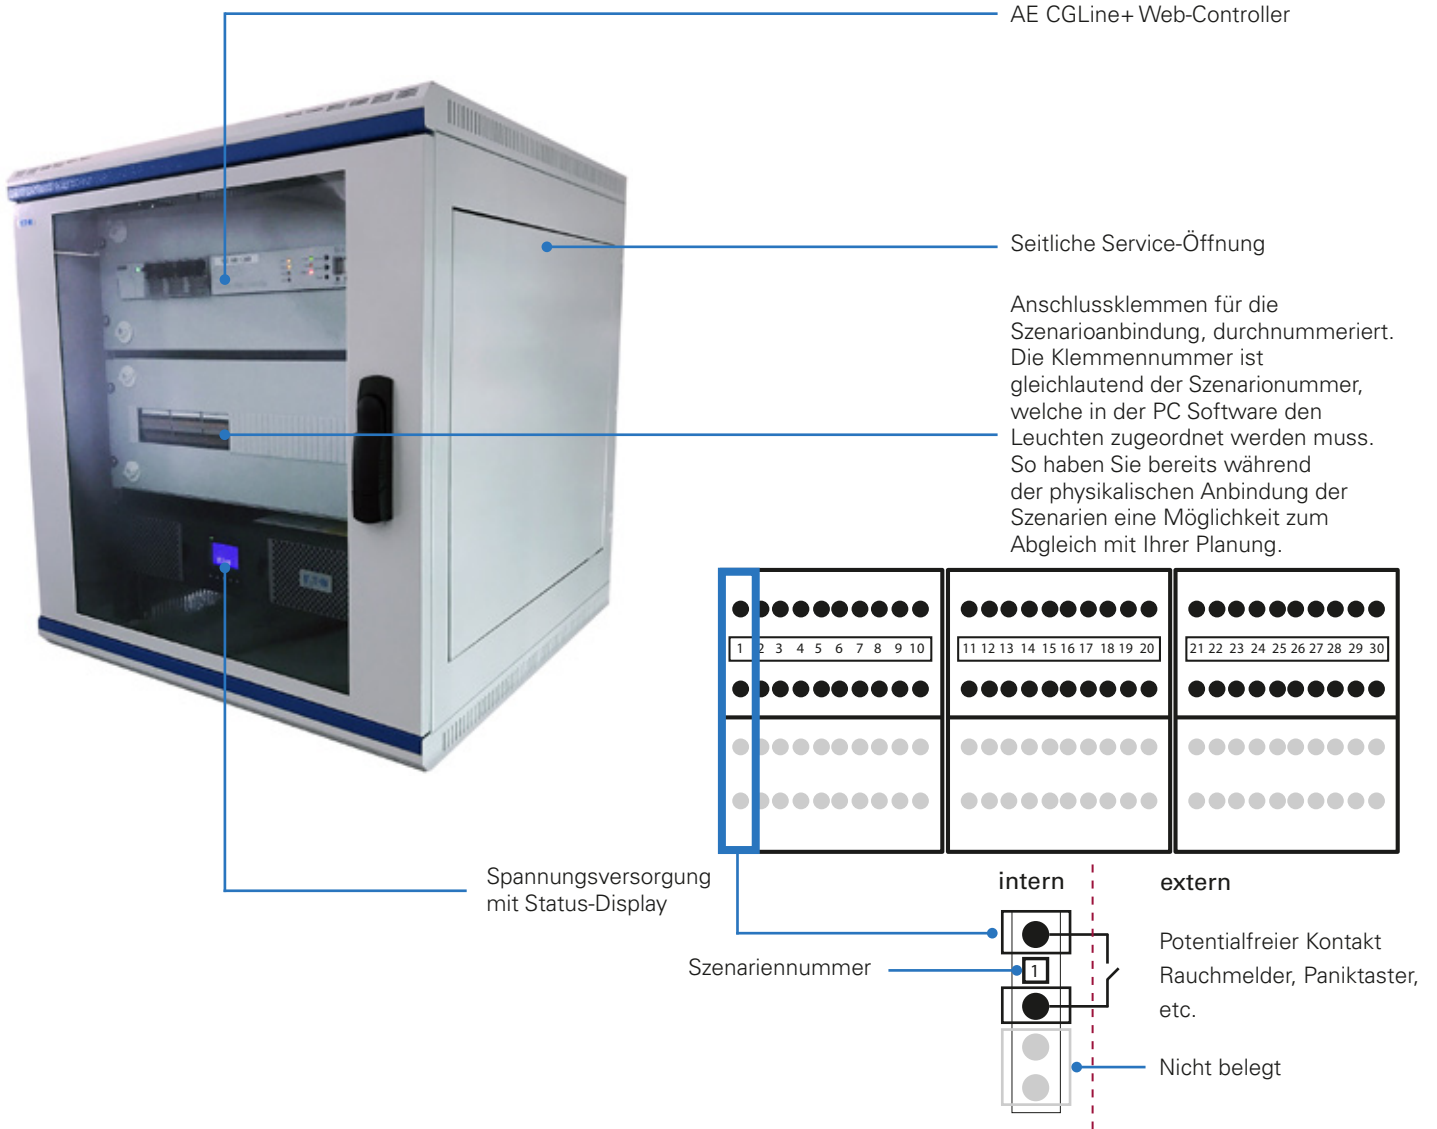 AE CGLine+ Web-Controller
Seitliche Service-Öffnung
Anschlussklemmen für die
Szenarioanbindung, durchnummeriert.
Die Klemmennummer ist
gleichlautend der Szenarionummer,
welche in der PC Software den
Leuchten zugeordnet werden muss.
So haben Sie bereits während
der physikalischen Anbindung der
Szenarien eine Möglichkeit zum
Abgleich mit Ihrer Planung.
EATON
1 2 3 4 5 6 7 8 9 10
11 12 13 14 15 16 17 18 19 20
21 22 23 24 25 26 27 28 29 30
Spannungsversorgung
mit Status-Display
intern
extern
Szenariennummer
1
Potentialfreier Kontakt
Rauchmelder, Paniktaster,
etc.
Nicht belegt